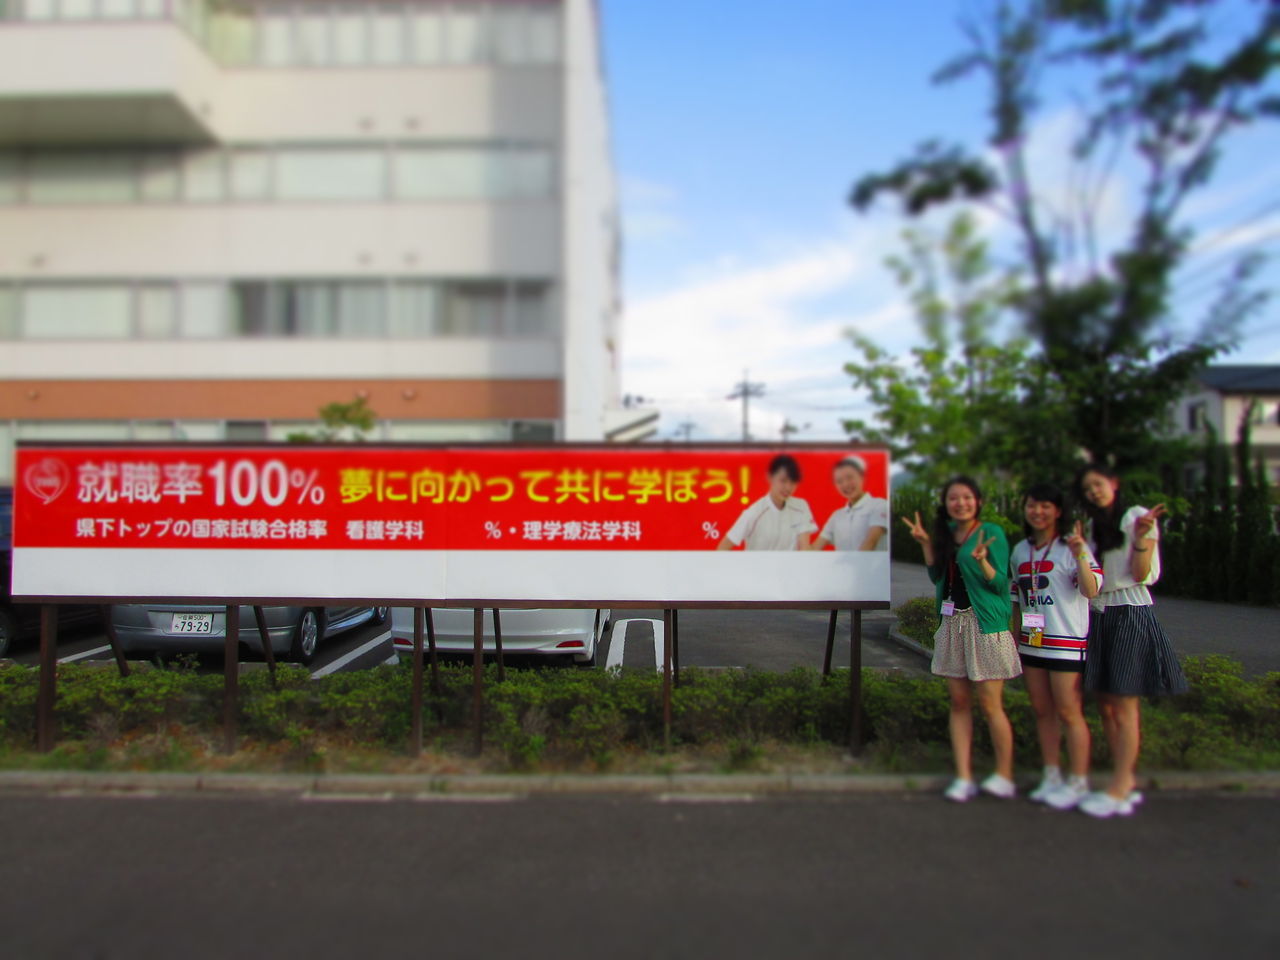 就職率100% 夢に向かって共に学ぼう!
県下トップの国家試験合格率 看護学科 %・理学療法学科 %
79-29
FILA